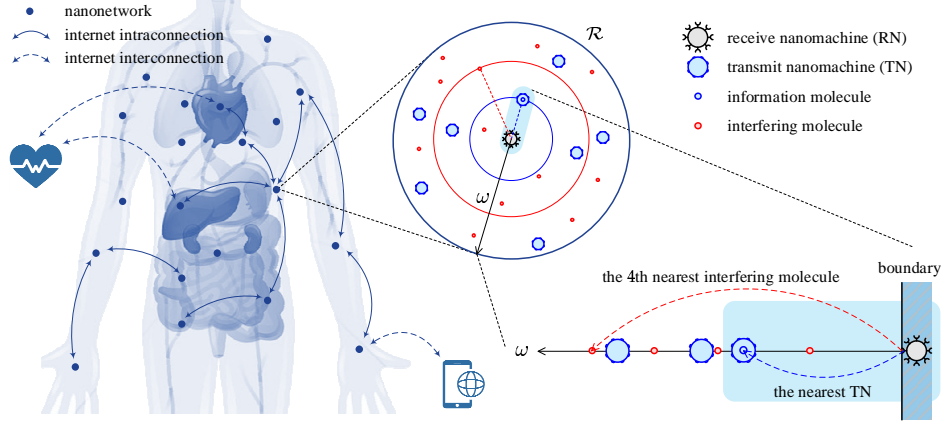 nanonetwork
internet intraconnection
internet interconnection
ℛ
ω
receive nanomachine (RN)
transmit nanomachine (TN)
information molecule
interfering molecule
the 4th nearest interfering molecule
boundary
ω
the nearest TN